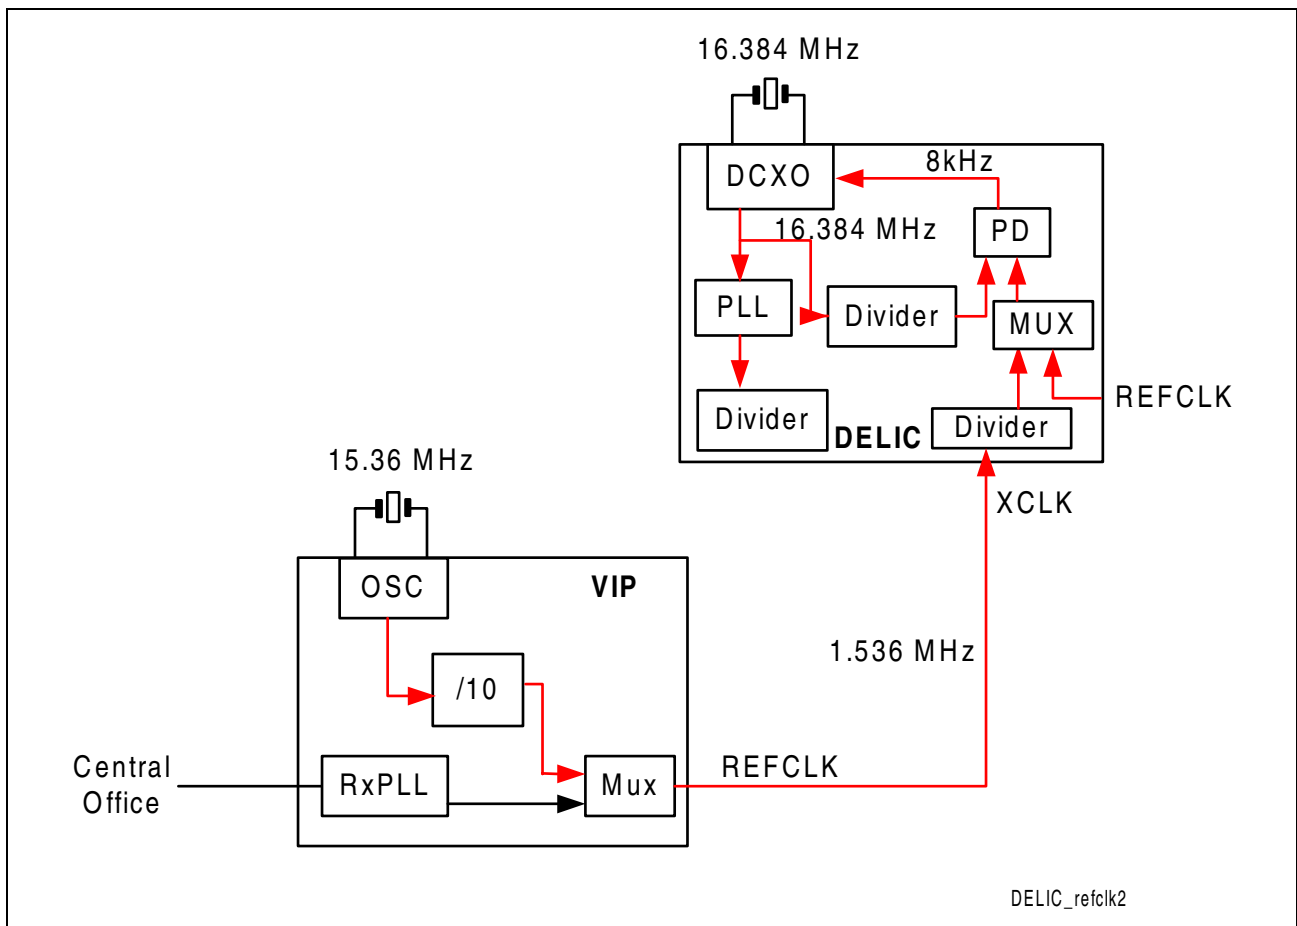 16.384 MHz
DCXO
8kHz
16.384 MHz
PD
PLL
Divider
MUX
REFCLK
Divider
DELIC
Divider
15.36 MHz
XCLK
OSC
VIP
1.536 MHz
/10
Central
Office
RxPLL
Mux
REFCLK
DELIC_refclk2